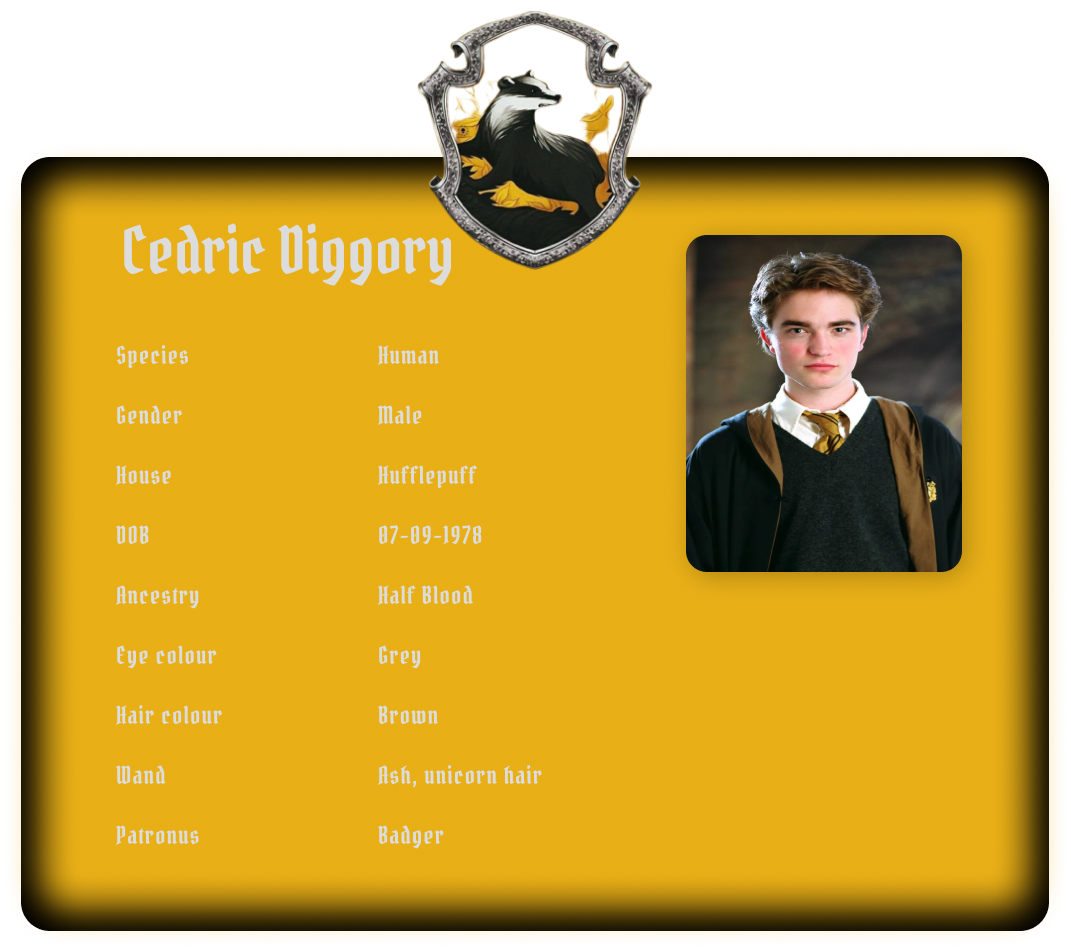 Cedric Diggory
Species Human
Gender Male
House Hufflepuff
DOB 07-09-1978
Ancestry Half Blood
Eye colour Grey
Hair colour Brown
Wand Ash, unicorn hair
Patronus Badger